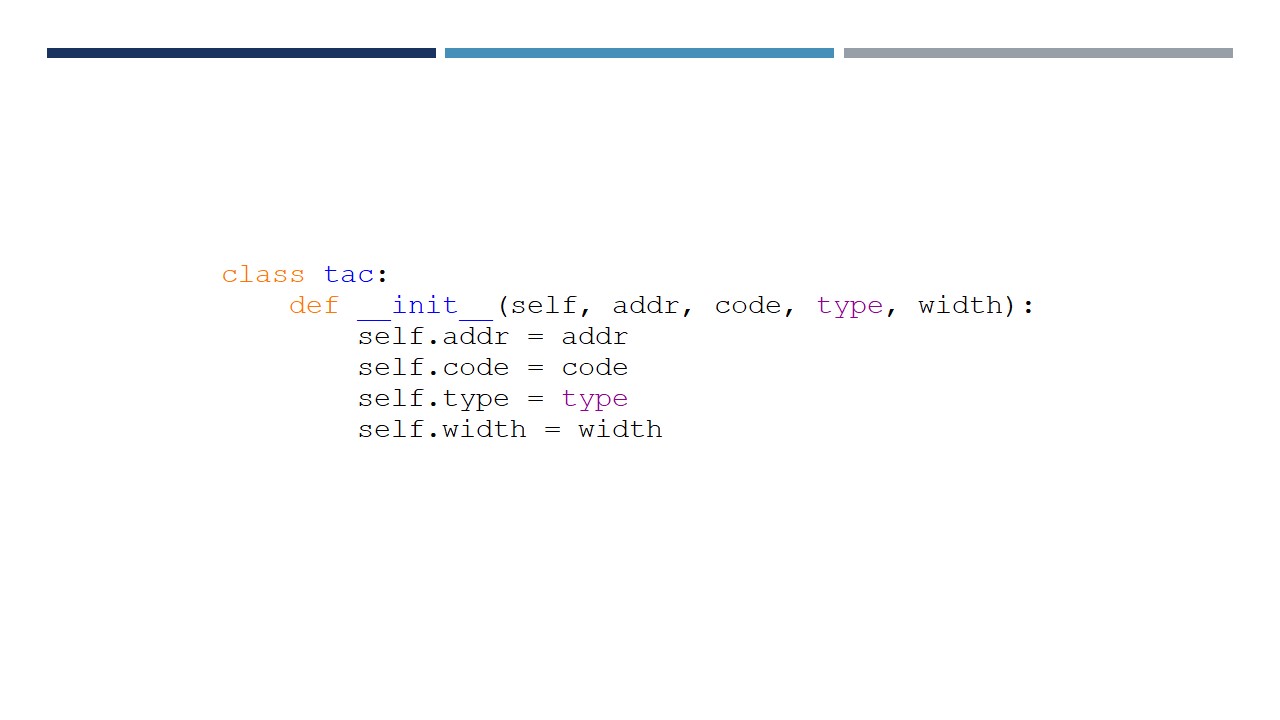 class tac:
    def __init__(self, addr, code, type, width):
        self.addr = addr
        self.code = code
        self.type = type
        self.width = width